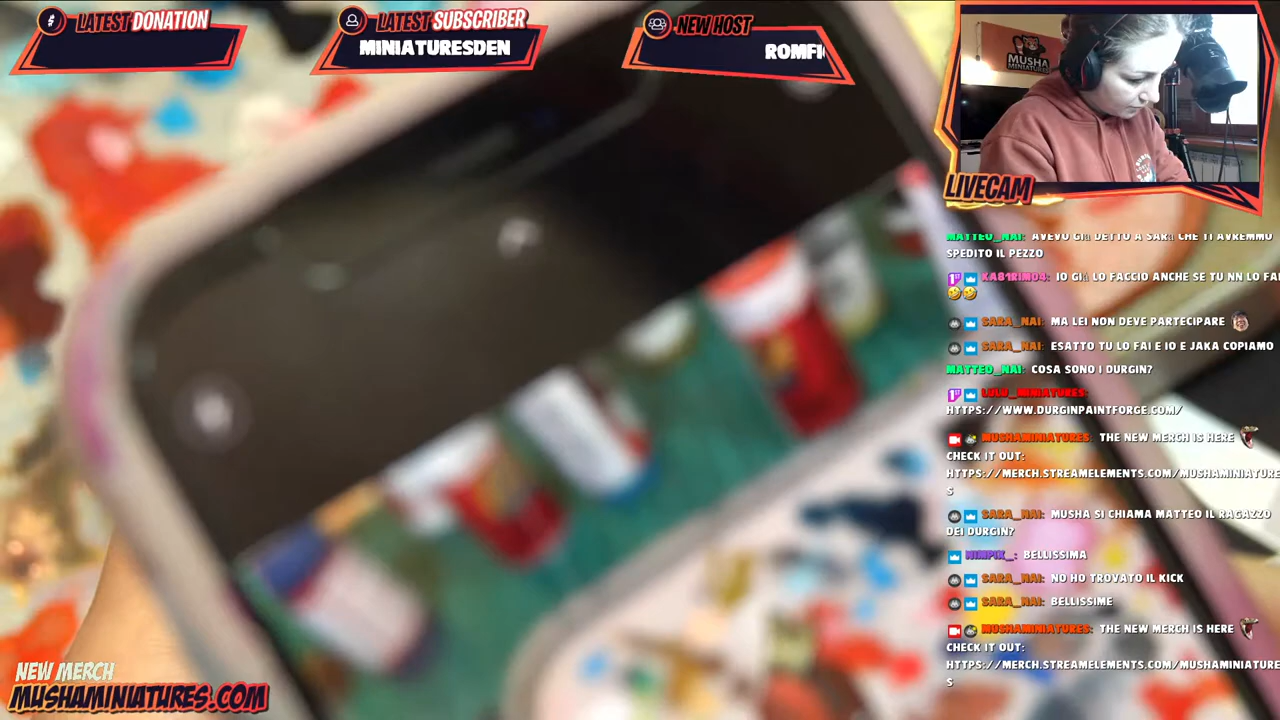 LATEST DONATION
LATEST SUBSCRIBER
MINIATURESDEN
NEW HOST
ROMFI
MUSHA
MINIATURES
LIVECAM
MATTEO_NAI: AVEVO GIà DETTO A SARA CHE TI AVREMMO
SPEDITO IL PEZZO
KA81RIM04: IO GIà LO FACCIO ANCHE SE TU NN LO FAI
SARA_NAI: MA LEI NON DEVE PARTECIPARE
SARA_NAI: ESATTO TU LO FAI E IO E JAKA COPIAMO
MATTEO_NAI: COSA SONO I DURGIN?
LULU_MINIATURES:
HTTPS://WWW.DURGINPAINTFORGE.COM/
MUSHAMINIATURES: THE NEW MERCH IS HERE
CHECK IT OUT:
HTTPS://MERCH.STREAMELEMENTS.COM/MUSHAMINIATURE
S
SARA_NAI: MUSHA SI CHIAMA MATTEO IL RAGAZZO
DEI DURGIN?
NIMPIX_: BELLISSIMA
SARA_NAI: NO HO TROVATO IL KICK
SARA_NAI: BELLISSIME
MUSHAMINIATURES: THE NEW MERCH IS HERE
CHECK IT OUT:
HTTPS://MERCH.STREAMELEMENTS.COM/MUSHAMINIATURE
S
NEW MERCH
MUSHAMINIATURES.COM